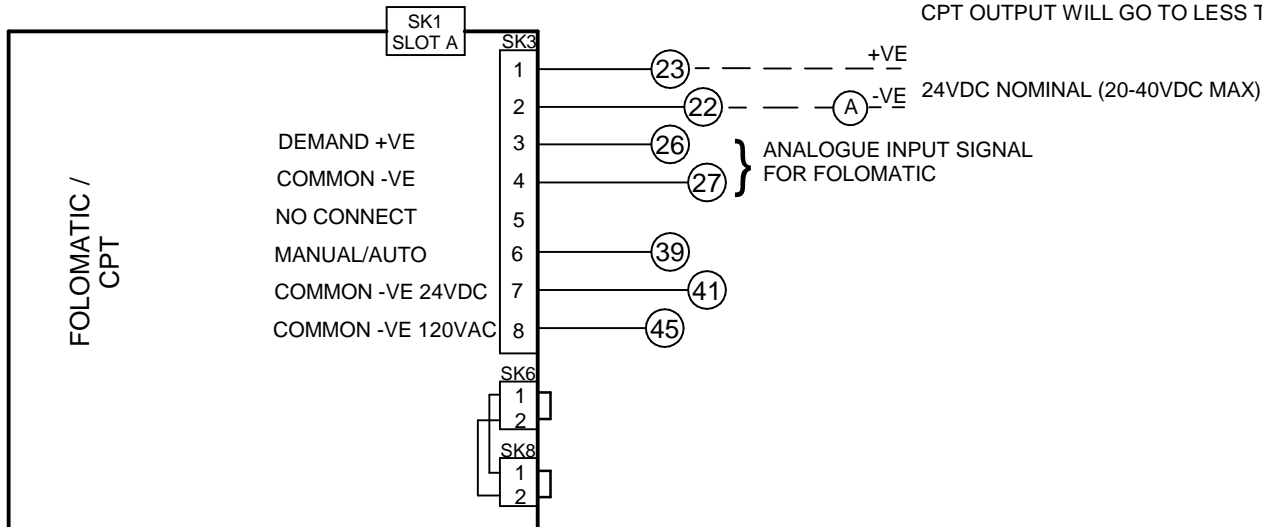 CPT OUTPUT WILL GO TO LESS
SK1
SLOT A
SK3
1
23
+VE
2
22
A
-VE
24VDC NOMINAL (20-40VDC MAX)
DEMAND +VE
3
26
COMMON -VE
4
27
}
ANALOGUE INPUT SIGNAL
FOR FOLOMATIC
NO CONNECT
5
MANUAL/AUTO
6
39
COMMON -VE 24VDC
7
41
COMMON -VE 120VAC
8
45
FOLOMATIC /
CPT
SK6
1
2
SK8
1
2